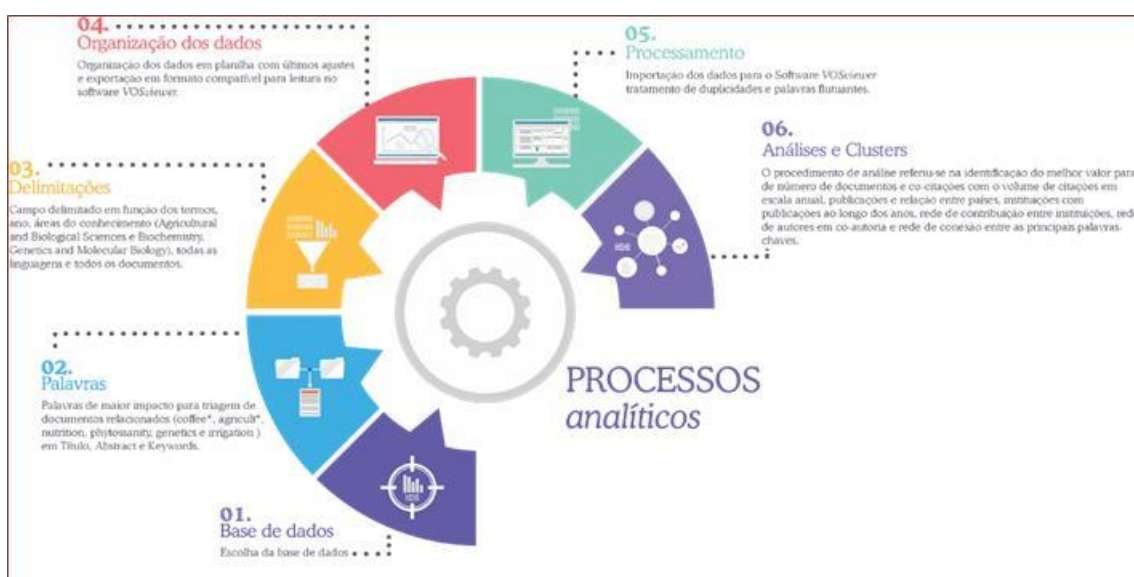 04.
Organização dos dados
Organização dos dados em planilha com últimos ajustes
e exportação em formato compatível para leitura no
software VOSviewer.
05.
Processamento
Importação dos dados para o Software VOSviewer
tratamento de duplicidades e palavras flutuantes.
06.
Análises e Clusters
O procedimento de análise referiu-se na identificação do melhor valor para
de número de documentos e co-citações com o volume de citações em
escala anual, publicações e relação entre países, instituições com
publicações ao longo dos anos, rede de contribuição entre instituições, rede
de autores em co-autoria e rede de conexão entre as principais palavras-
chaves.
03.
Delimitações
Campo delimitado em função dos termos,
ano, áreas do conhecimento (Agricultural
and Biological Sciences e Biochemistry,
Genetics and Molecular Biology), todas as
linguagens e todos os documentos.
02.
Palavras
Palavras de maior impacto para triagem de
documentos relacionados (coffee*, agricult*,
nutrition, phytossanity, genetics e irrigation )
em Título, Abstract e Keywords.
01.
Base de dados
Escolha da base de dados
PROCESSOS
analíticos